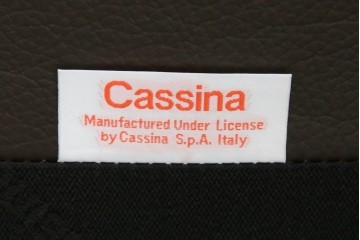 Cassina
Manufactured Under License
by Cassina S.p.A. Italy